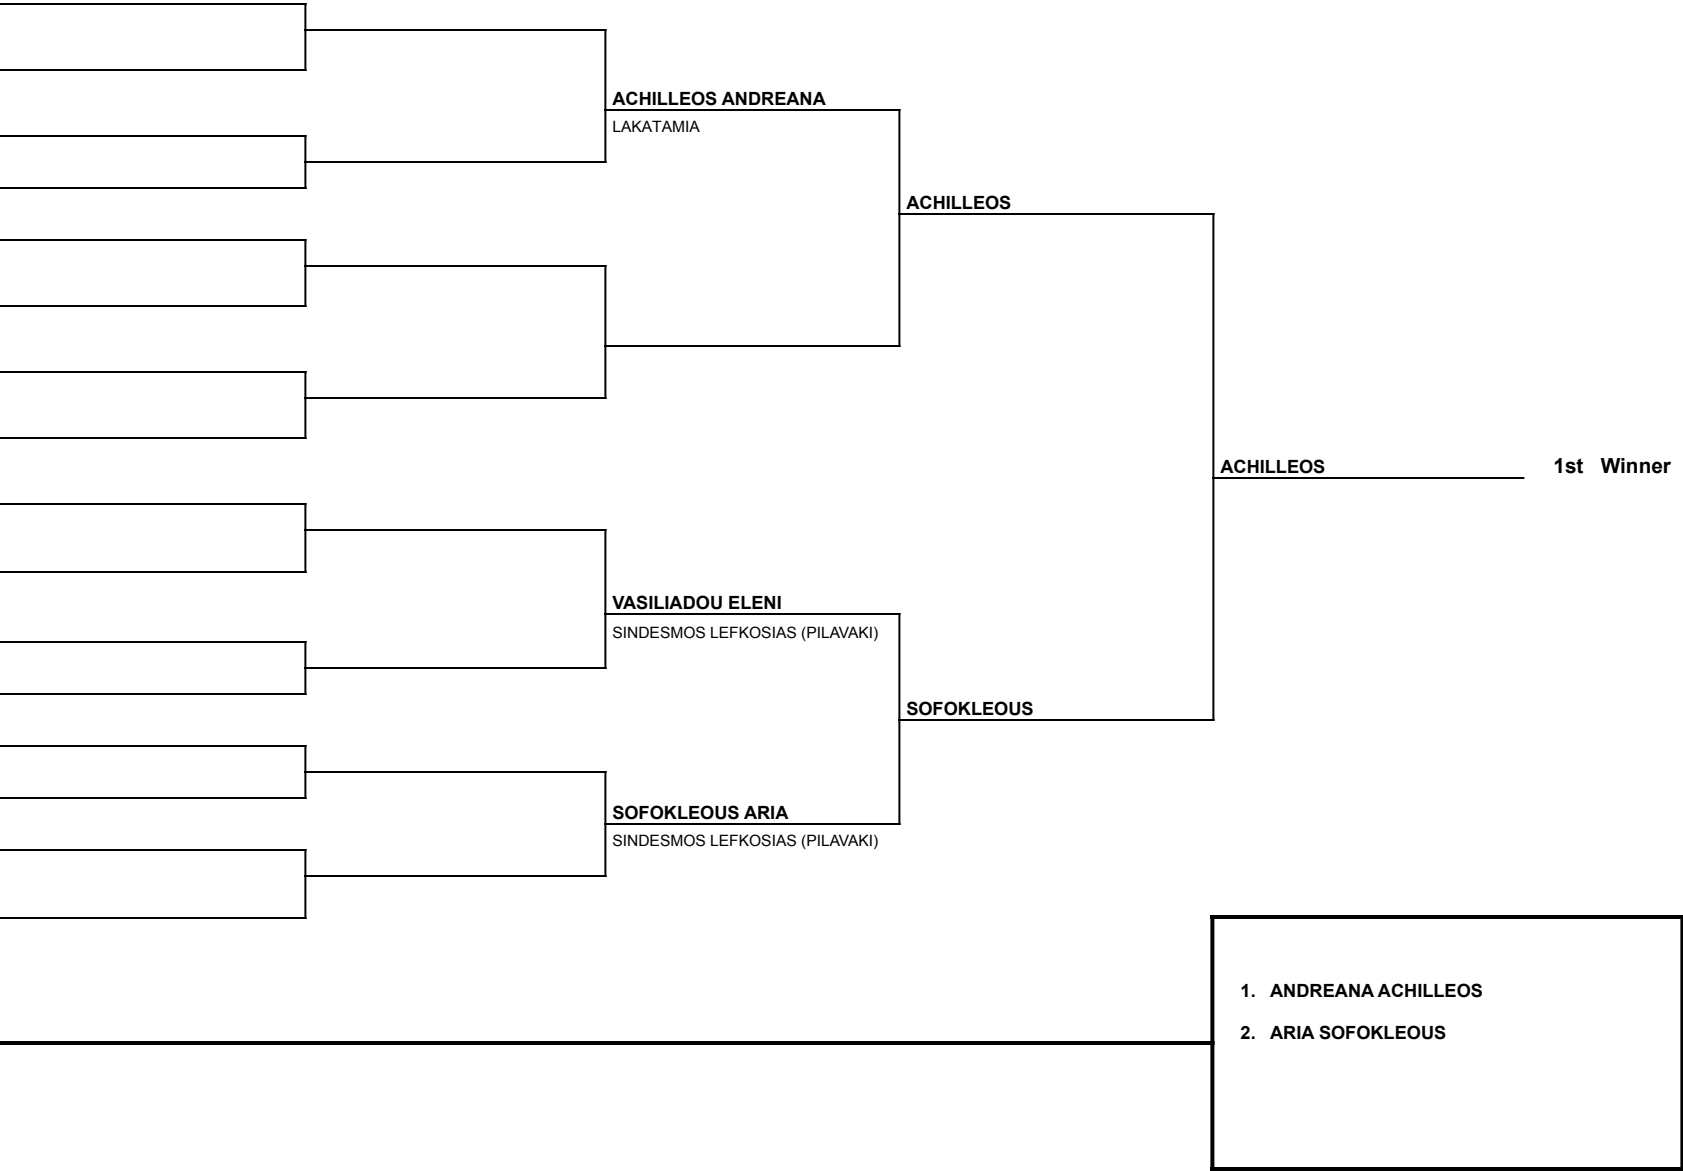 ACHILLEOS ANDREANA
LAKATAMIA
ACHILLEOS
ACHILLEOS 1st Winner
VASILIADOU ELENI
SINDESMOS LEFKOSIAS (PILAVAKI)
SOFOKLEOUS
SOFOKLEOUS ARIA
SINDESMOS LEFKOSIAS (PILAVAKI)
1. ANDREANA ACHILLEOS
2. ARIA SOFOKLEOUS